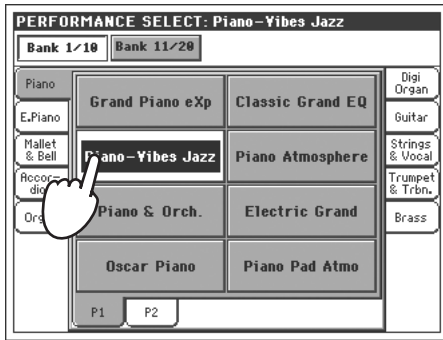 PERFORMANCE SELECT: Piano-Vibes Jazz
Bank 1/10 Bank 11/20
Piano
E.Piano
Mallet
& Bell
Accor-
Grand Piano eXp Classic Grand EQ
Piano-Vibes Jazz Piano Atmosphere
Piano & Orch. Electric Grand
Oscar Piano Piano Pad Atmo
Digi
Organ
Guitar
Strings
& Vocal
Trumpet
& Trbn.
Brass
P1 P2